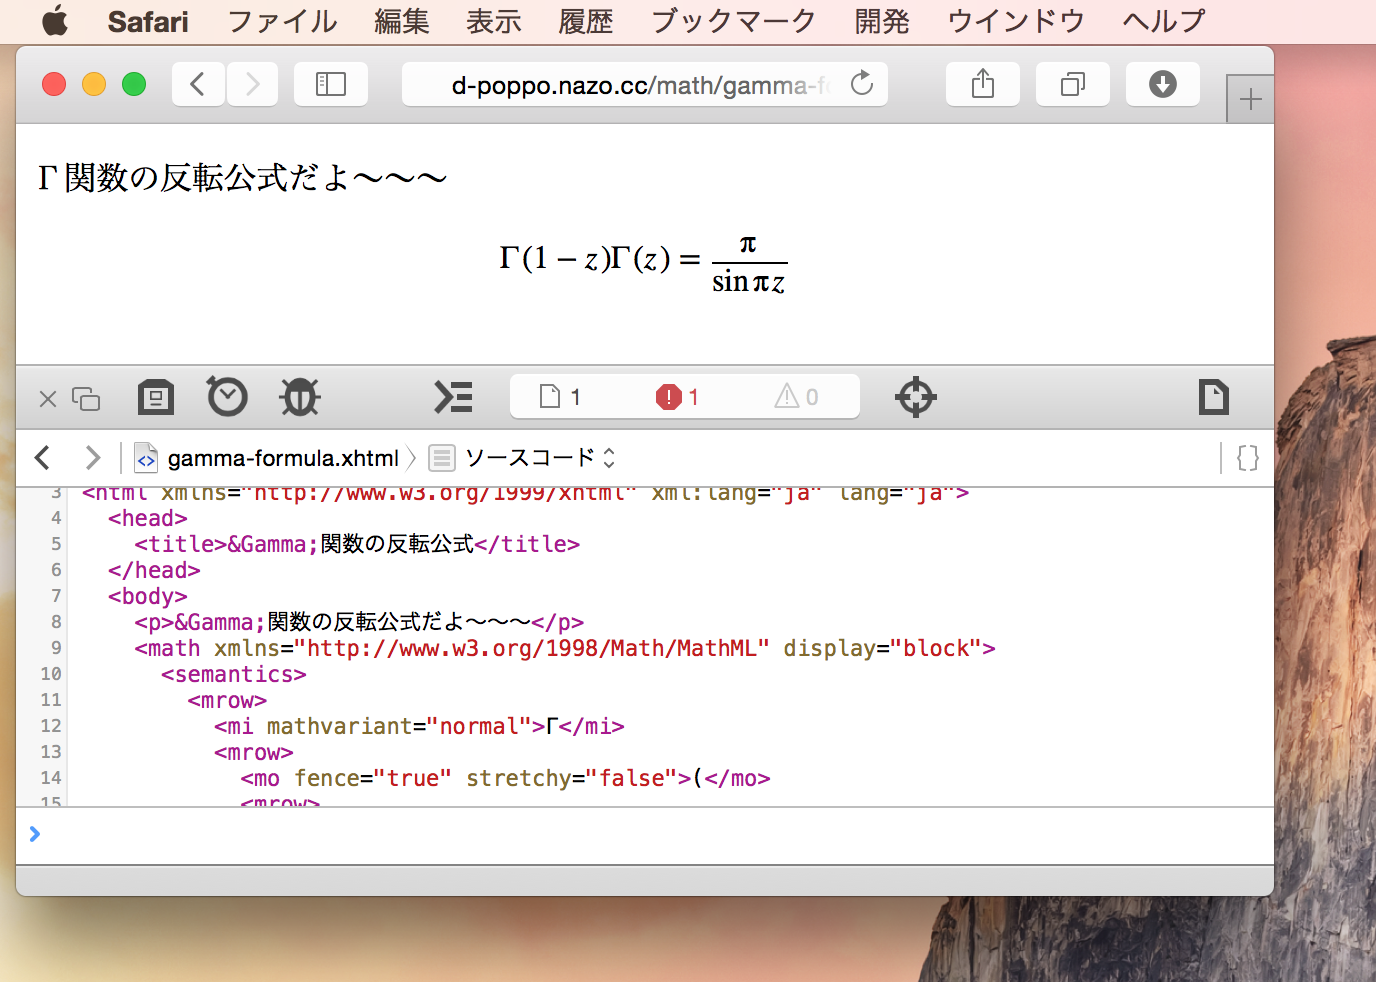 Safari ファイル 編集 表示 履歴 ブックマーク 開発 ウインドウ ヘルプ
d-poppo.nazo.cc/math/gamma-f
Γ関数の反転公式だよ〜〜〜
Γ(1 − z)Γ(z) = π / sin πz
1 1 0
gamma-formula.xhtml ソースコード {}
3 <html xmlns="http://www.w3.org/1999/xhtml" xml:lang="ja" lang="ja">
4 <head>
5 <title>&Gamma;関数の反転公式</title>
6 </head>
7 <body>
8 <p>&Gamma;関数の反転公式だよ〜〜〜</p>
9 <math xmlns="http://www.w3.org/1998/Math/MathML" display="block">
10 <semantics>
11 <mrow>
12 <mi mathvariant="normal">Γ</mi>
13 <mrow>
14 <mo fence="true" stretchy="false">(</mo>
15 <mrow>